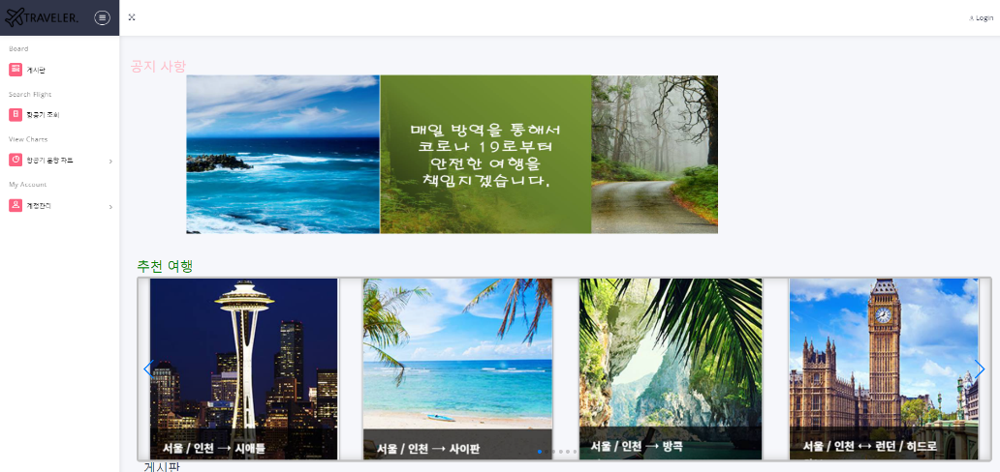 TRAVELER.
Login
Board
게시판
Search Flight
항공기 조회
View Charts
항공기 운항 차트
My Account
계정관리
공지 사항
매일 방역을 통해서
코로나 19로부터
안전한 여행을
책임지겠습니다.
추천 여행
서울 / 인천 → 시애틀
서울 / 인천 → 사이판
서울 / 인천 → 방콕
서울 / 인천 ↔ 런던 / 히드로
게시판